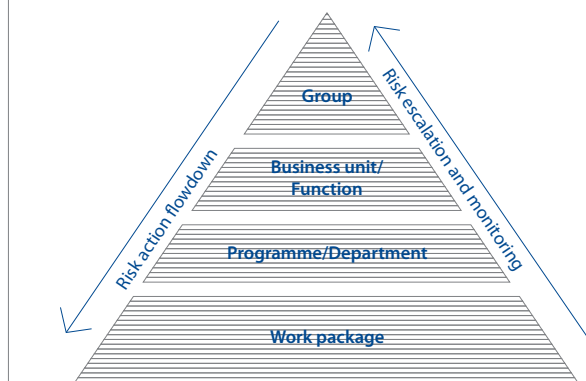 Group
Business unit/
Function
Programme/Department
Work package
Risk action flowdown
Risk escalation and monitoring